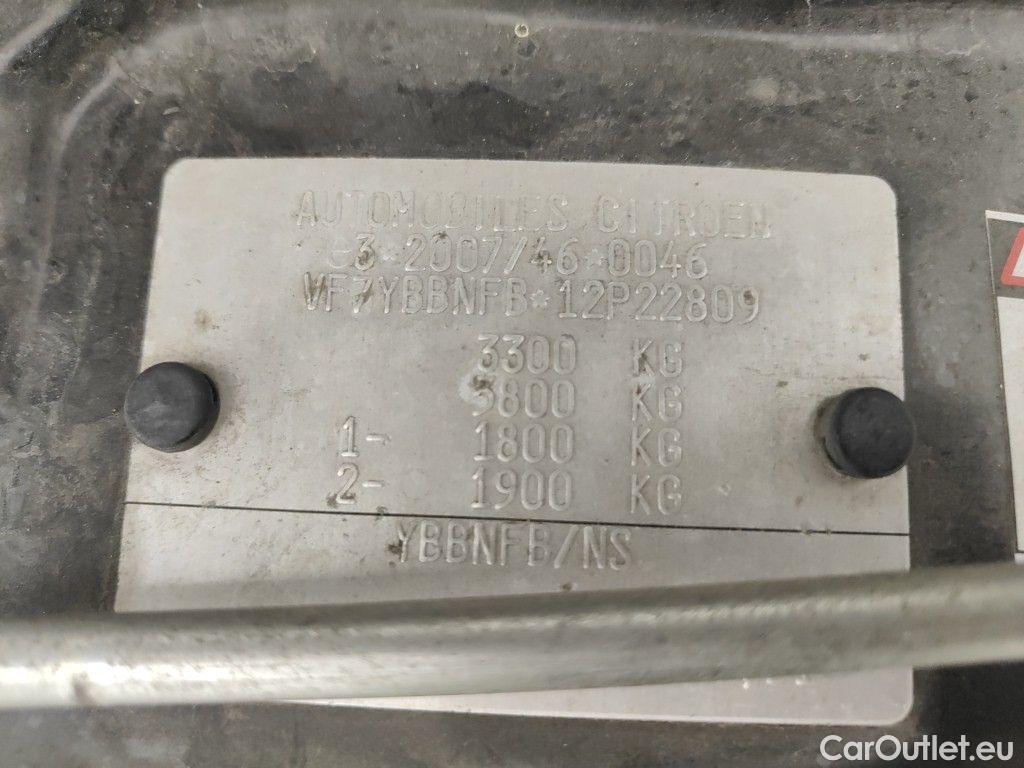 AUTOMOBILES CITROEN
e3*2007/46*0046
VF7YBBNFB*12P22809
3300 KG
5800 KG
1- 1800 KG
2- 1900 KG
YBBNFB/NS
CarOutlet.eu